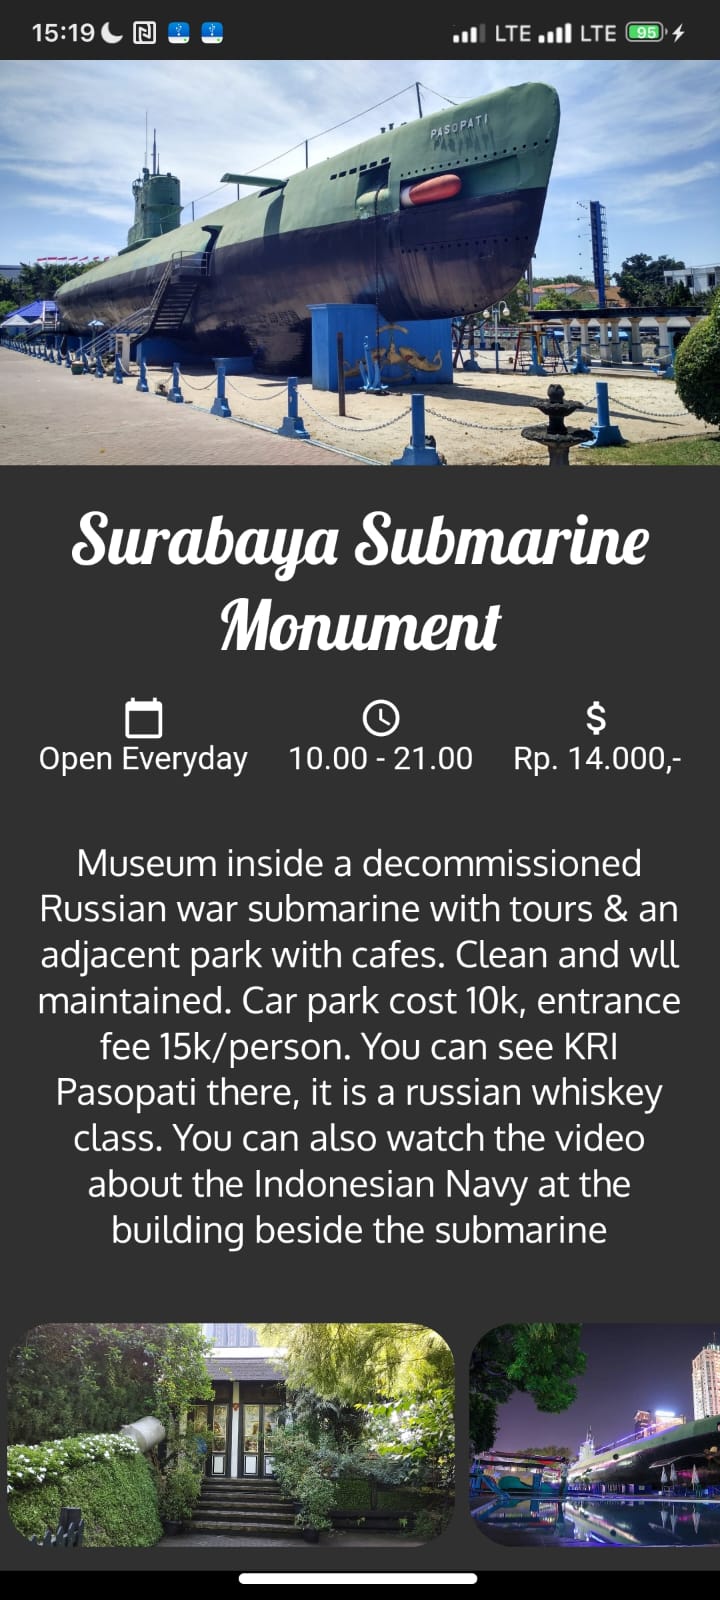 15:19 LTE LTE 95
PASOPATI
Surabaya Submarine
Monument
Open Everyday 10.00 - 21.00 Rp. 14.000,-
Museum inside a decommissioned
Russian war submarine with tours & an
adjacent park with cafes. Clean and wll
maintained. Car park cost 10k, entrance
fee 15k/person. You can see KRI
Pasopati there, it is a russian whiskey
class. You can also watch the video
about the Indonesian Navy at the
building beside the submarine